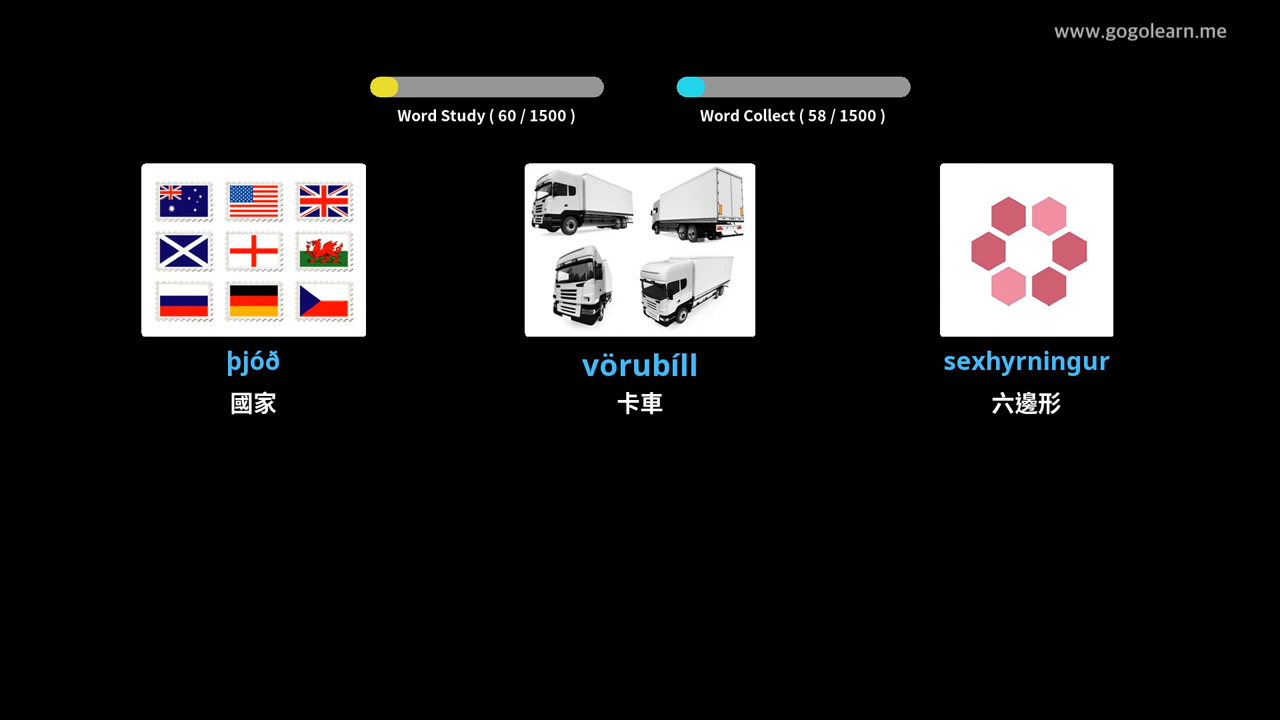 www.gogolearn.me
Word Study ( 60 / 1500 )
Word Collect ( 58 / 1500 )
þjóð
vörubíll
sexhyrningur
國家
卡車
六邊形